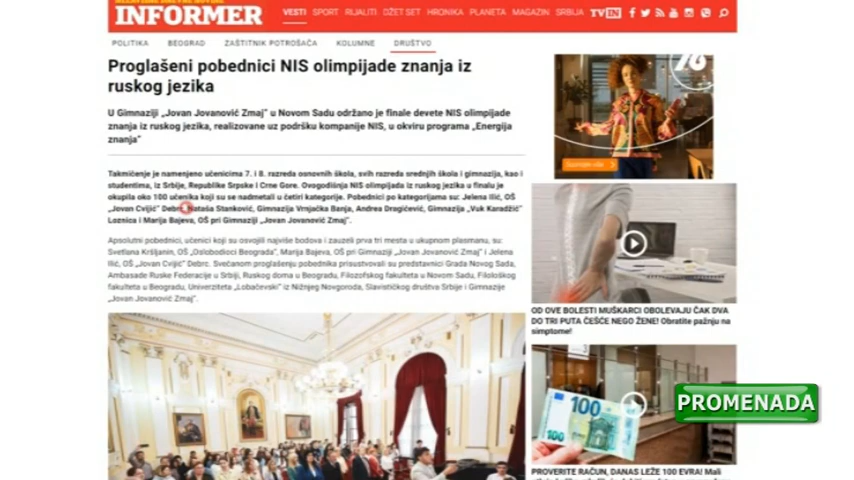 INFORMER
VESTI SPORT RIJALITI DŽET SET HRONIKA PLANETA MAGAZIN SRBIJA TV IN
POLITIKA BEOGRAD ZAŠTITNIK POTROŠAČA KOLUMNE DRUŠTVO
Proglašeni pobednici NIS olimpijade znanja iz
ruskog jezika
U Gimnaziji „Jovan Jovanović Zmaj" u Novom Sadu održano je finale devete NIS olimpijade
znanja iz ruskog jezika, realizovane uz podršku kompanije NIS, u okviru programa „Energija
znanja"
Takmičenje je namenjeno učenicima 7. i 8. razreda osnovnih škola, svih razreda srednjih škola i gimnazija, kao i
studentima, iz Srbije, Republike Srpske i Crne Gore. Ovogodišnja NIS olimpijada iz ruskog jezika u finalu je
okupila oko 100 učenika koji su se nadmetali u četiri kategorije. Pobednici po kategorijama su: Jelena Ilić, OŠ
„Jovan Cvijić" Debrc, Nataša Stanković, Gimnazija Vrnjačka Banja, Andrea Dragićević, Gimnazija „Vuk Karadžić"
Loznica i Marija Bajeva, OŠ pri Gimnaziji „Jovan Jovanović Zmaj".
Apsolutni pobednici, učenici koji su osvojili najviše bodova i zauzeli prva tri mesta u ukupnom plasmanu, su:
Svetlana Kršljanin, OŠ „Oslobodioci Beograda", Marija Bajeva, OŠ pri Gimnaziji „Jovan Jovanović Zmaj" i Jelena
Ilić, OŠ „Jovan Cvijić" Debrc. Svečanom proglašenju pobednika prisustvovali su predstavnici Grada Novog Sada,
Ambasade Ruske Federacije u Srbiji, Ruskog doma u Beogradu, Filozofskog fakulteta u Novom Sadu, Filološkog
fakulteta u Beogradu, Univerziteta „Lobačevski" iz Nižnjeg Novgoroda, Slavističkog društva Srbije i Gimnazije
„Jovan Jovanović Zmaj".
OD OVE BOLESTI MUŠKARCI OBOLEVAJU ČAK DVA
DO TRI PUTA ČEŠĆE NEGO ŽENE! Obratite pažnju na
simptome!
100
100
PROMENADA
PROVERITE RAČUN, DANAS LEŽE 100 EVRA! Mali